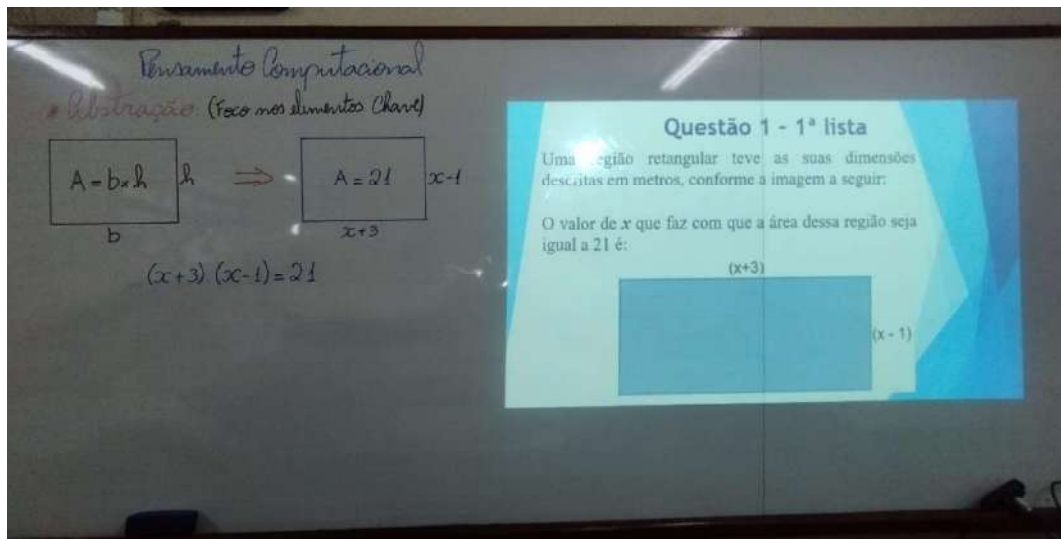 Pensamento Computacional
* Abstração: (Foco nos elementos Chave)
A = b x h
h
b
⇒
A = 21
x-1
x+3
(x+3).(x-1)=21
Questão 1 - 1ª lista
Uma região retangular teve as suas dimensões
descritas em metros, conforme a imagem a seguir:
O valor de x que faz com que a área dessa região seja
igual a 21 é:
(x+3)
(x - 1)